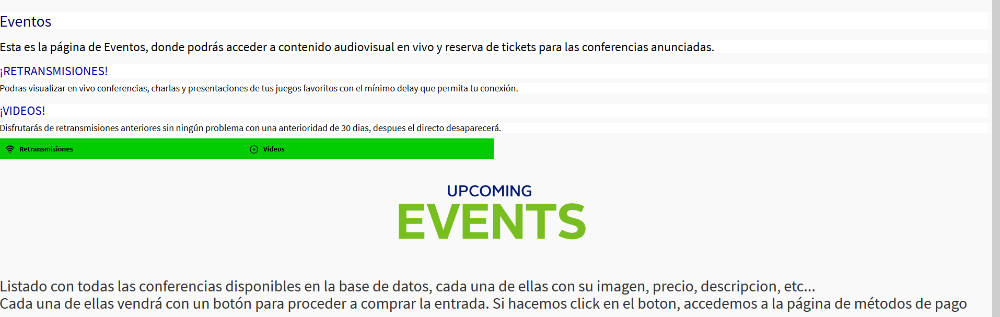 Eventos
Esta es la página de Eventos, donde podrás acceder a contenido audiovisual en vivo y reserva de tickets para las conferencias anunciadas.
¡RETRANSMISIONES!
Podras visualizar en vivo conferencias, charlas y presentaciones de tus juegos favoritos con el mínimo delay que permita tu conexión.
¡VIDEOS!
Disfrutarás de retransmisiones anteriores sin ningún problema con una anterioridad de 30 dias, despues el directo desaparecerá.
Retransmisiones Videos
UPCOMING
EVENTS
Listado con todas las conferencias disponibles en la base de datos, cada una de ellas con su imagen, precio, descripcion, etc...
Cada una de ellas vendrá con un botón para proceder a comprar la entrada. Si hacemos click en el boton, accedemos a la página de métodos de pago